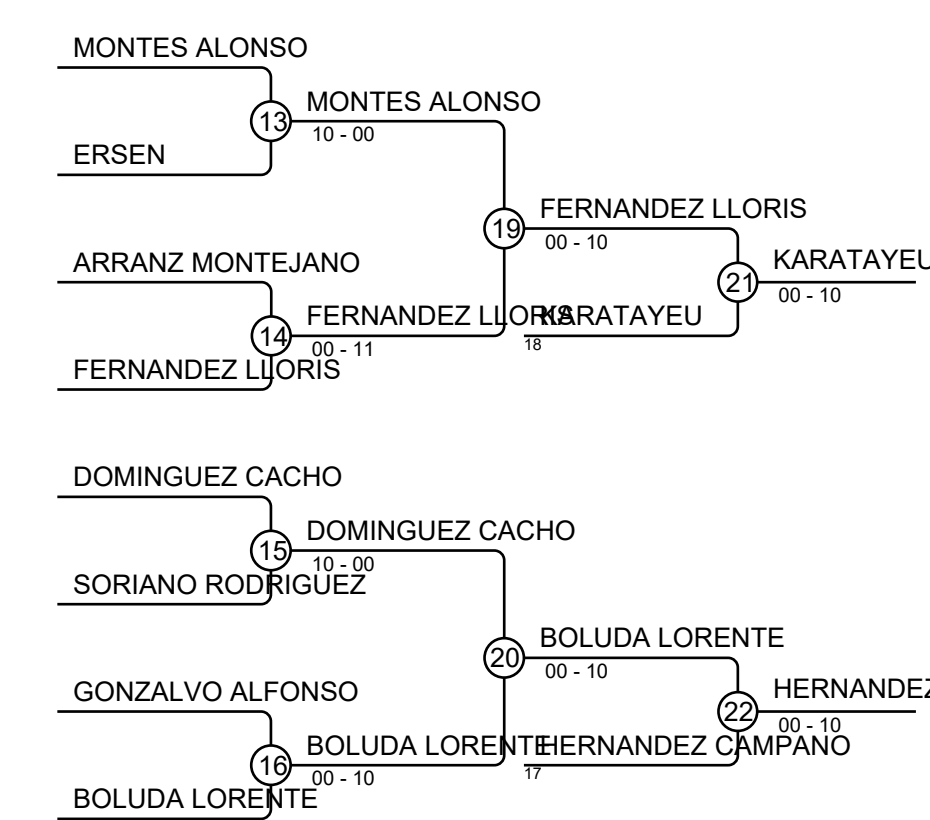 MONTES ALONSO
13
MONTES ALONSO
10 - 00
ERSEN
19
FERNANDEZ LLORIS
00 - 10
ARRANZ MONTEJANO
21
KARATAYEU
00 - 10
14
FERNANDEZ LLORIS
00 - 11
KARATAYEU
18
FERNANDEZ LLORIS
DOMINGUEZ CACHO
15
DOMINGUEZ CACHO
10 - 00
SORIANO RODRIGUEZ
20
BOLUDA LORENTE
00 - 10
GONZALVO ALFONSO
22
HERNANDEZ
00 - 10
16
BOLUDA LORENTE
00 - 10
HERNANDEZ CAMPANO
17
BOLUDA LORENTE